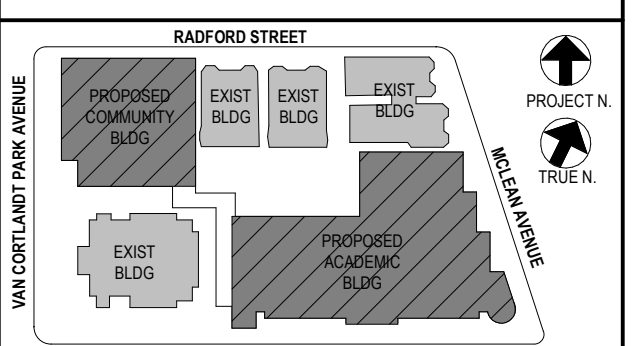 RADFORD STREET
VAN CORTLANDT PARK AVENUE
PROPOSED
COMMUNITY
BLDG
EXIST
BLDG
EXIST
BLDG
EXIST
BLDG
PROJECT N.
TRUE N.
MCLEAN AVENUE
EXIST
BLDG
PROPOSED
ACADEMIC
BLDG